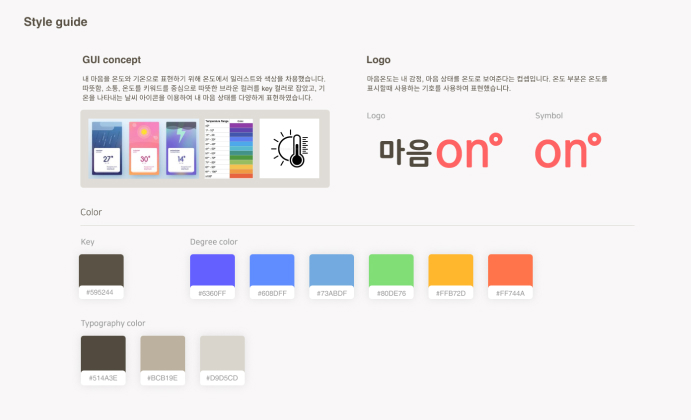 Style guide
GUI concept
내 마음을 온도와 기온으로 표현하기 위해 온도에서 일러스트와 색상을 차용했습니다.
따뜻함, 소통, 온도를 키워드를 중심으로 따뜻한 브라운 컬러를 key 컬러로 잡았고, 기
온을 나타내는 날씨 아이콘을 이용하여 내 마음 상태를 다양하게 표현하였습니다.
27°
30°
14°
Temperature Range
Logo
마음온도는 내 감정, 마음 상태를 온도로 보여준다는 컨셉입니다. 온도 부분은 온도를
표시할때 사용하는 기호를 사용하여 표현했습니다.
Logo
Symbol
마음on°
on°
Color
Key
Degree color
#595244
#6360FF
#608DFF
#73ABDF
#80DE76
#FFB72D
#FF744A
Typography color
#514A3E
#BCB19E
#D9D5CD